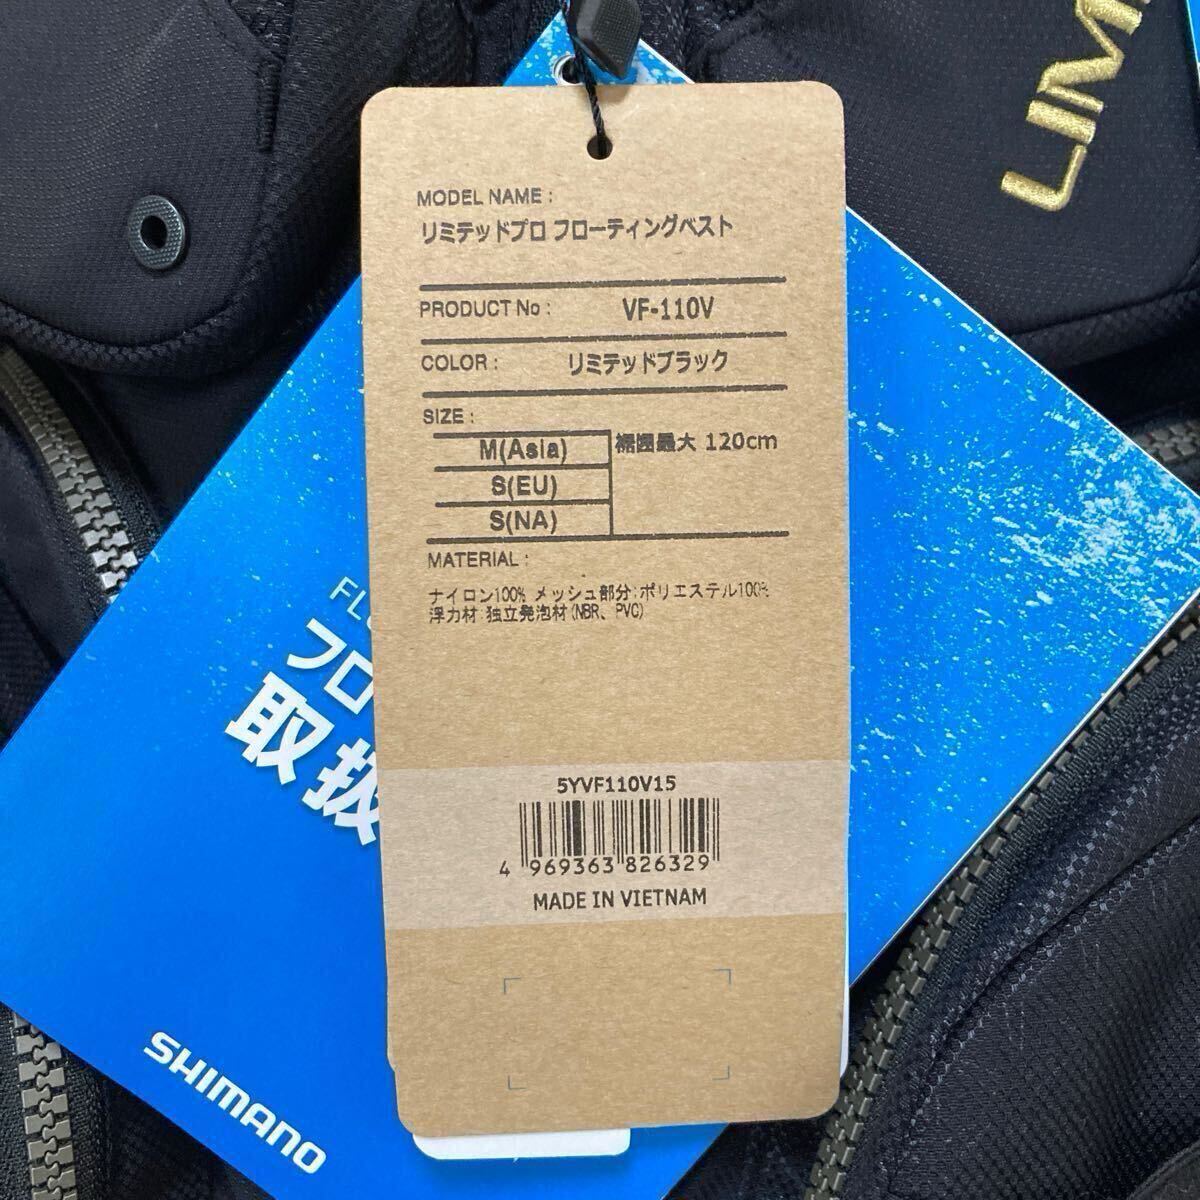 LIMI
MODEL NAME :
リミテッドプロ フローティングベスト
PRODUCT No : VF-110V
COLOR : リミテッドブラック
SIZE :
M(Asia) 裾囲最大 120cm
S(EU)
S(NA)
MATERIAL :
ナイロン100% メッシュ部分:ポリエステル100%
浮力材:独立発泡材(NBR、PVC)
5YVF110V15
4 969363 826329
MADE IN VIETNAM
FL
フロ
取扱
SHIMANO